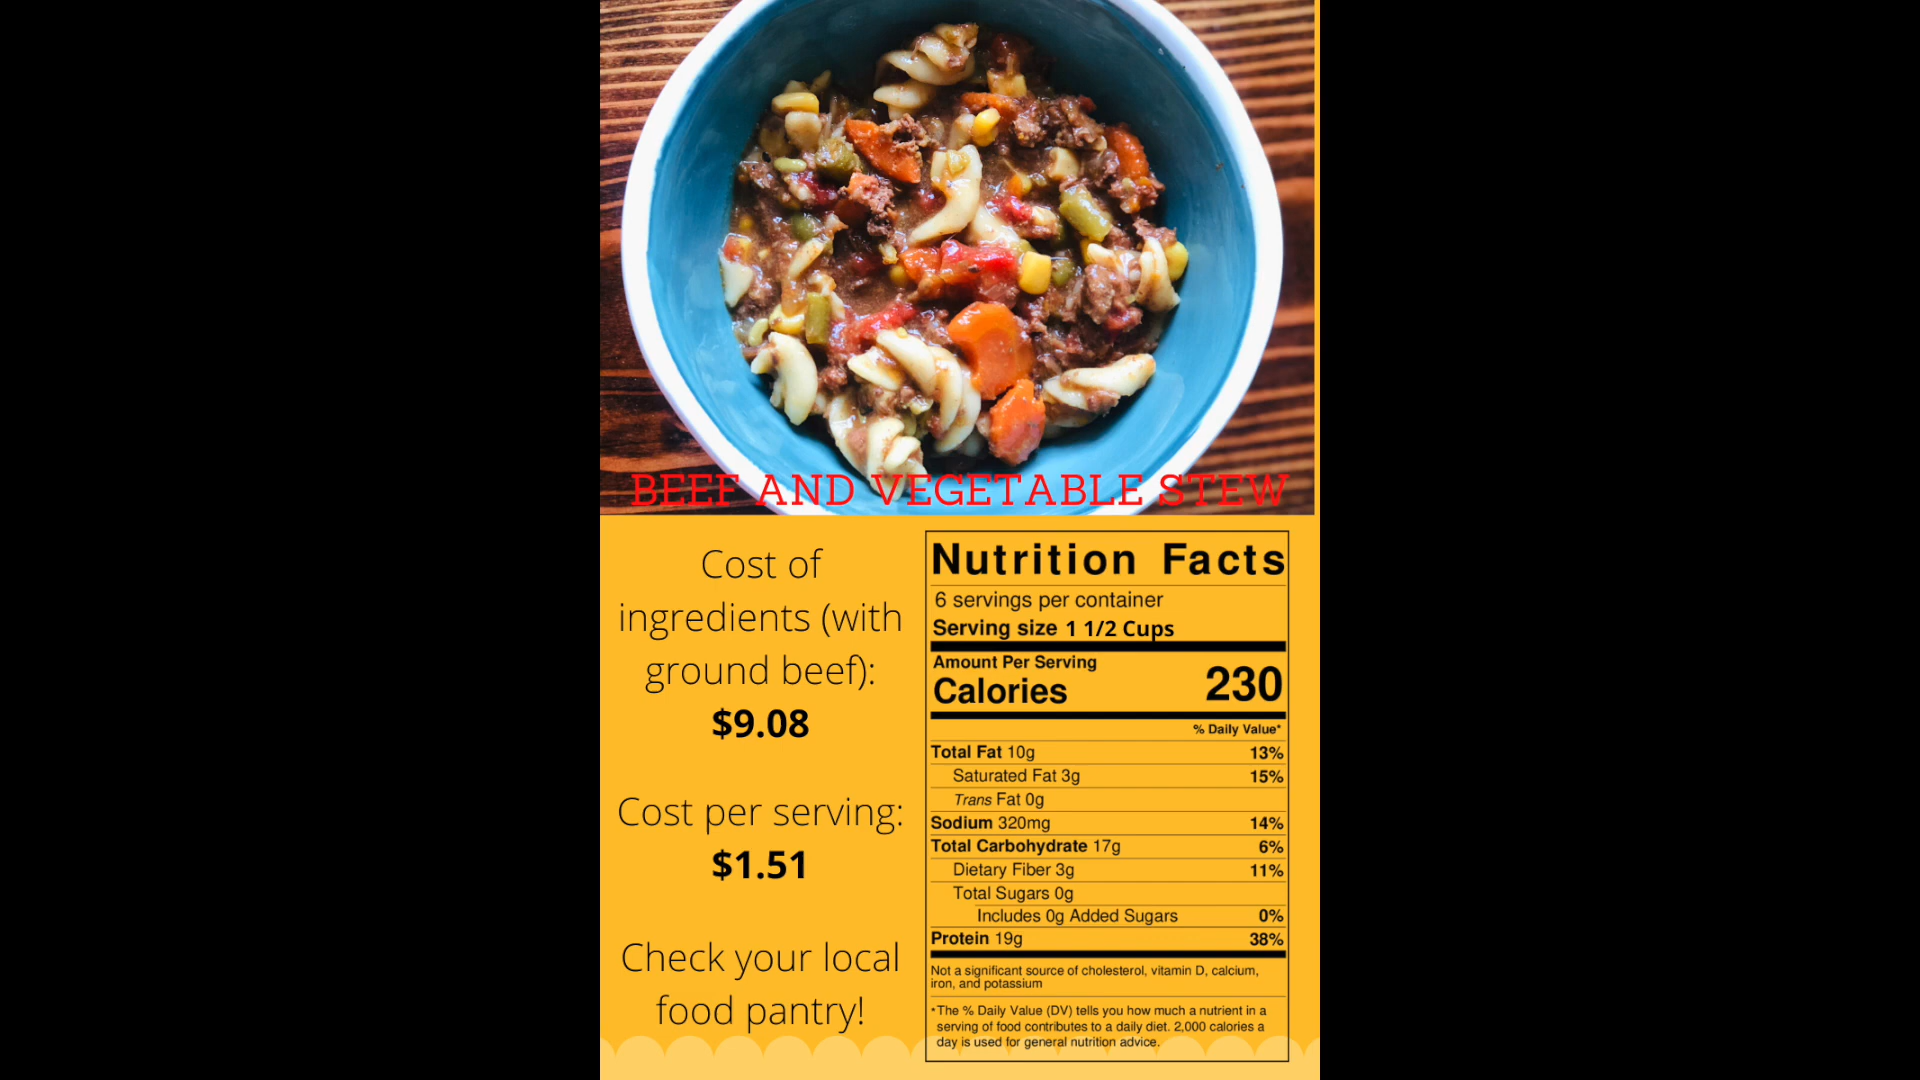 BEEF AND VEGETABLE STEW
Cost of
ingredients (with
ground beef):
$9.08
Cost per serving:
$1.51
Check your local
food pantry!
Nutrition Facts
6 servings per container
Serving size 1 1/2 Cups
Amount Per Serving
Calories 230
% Daily Value*
Total Fat 10g 13%
Saturated Fat 3g 15%
Trans Fat 0g
Sodium 320mg 14%
Total Carbohydrate 17g 6%
Dietary Fiber 3g 11%
Total Sugars 0g
Includes 0g Added Sugars 0%
Protein 19g 38%
Not a significant source of cholesterol, vitamin D, calcium,
iron, and potassium
*The % Daily Value (DV) tells you how much a nutrient in a
serving of food contributes to a daily diet. 2,000 calories a
day is used for general nutrition advice.